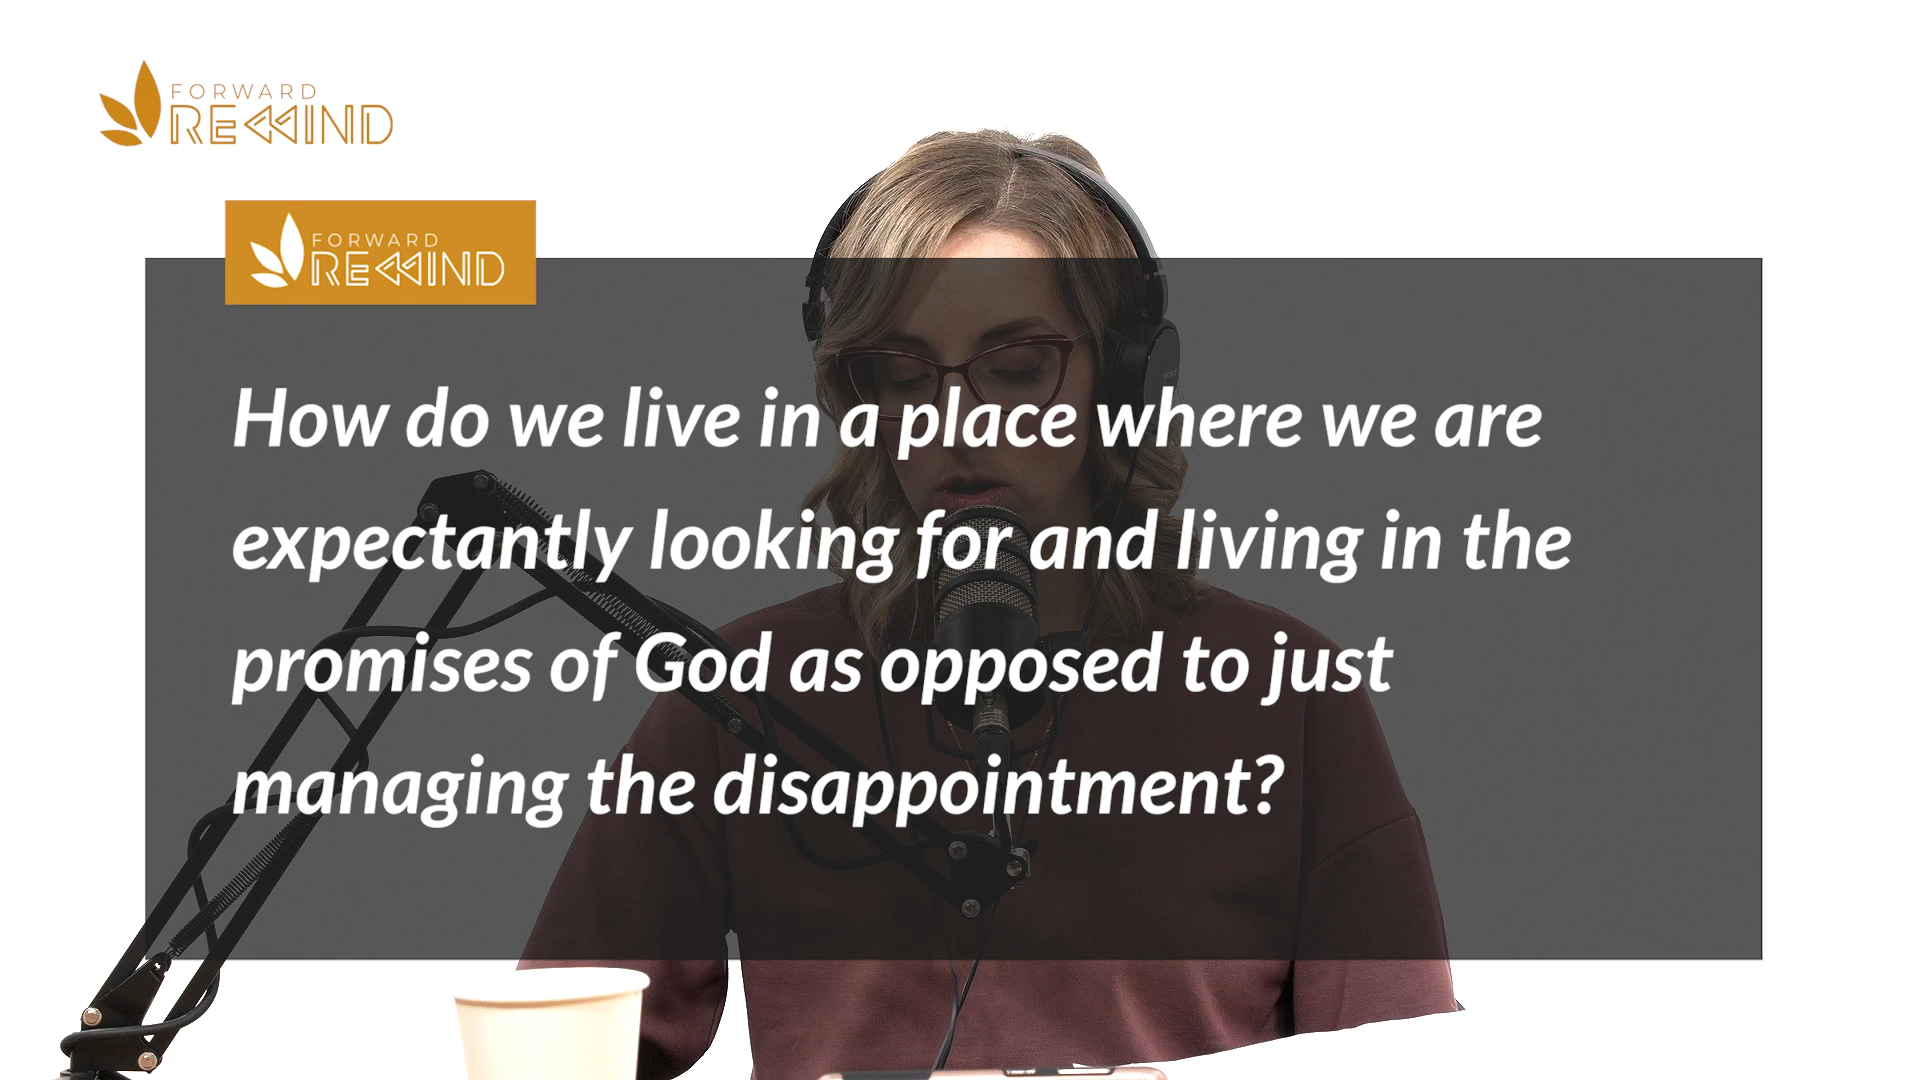 FORWARD
REWIND
FORWARD
REWIND
How do we live in a place where we are
expectantly looking for and living in the
promises of God as opposed to just
managing the disappointment?
SONY